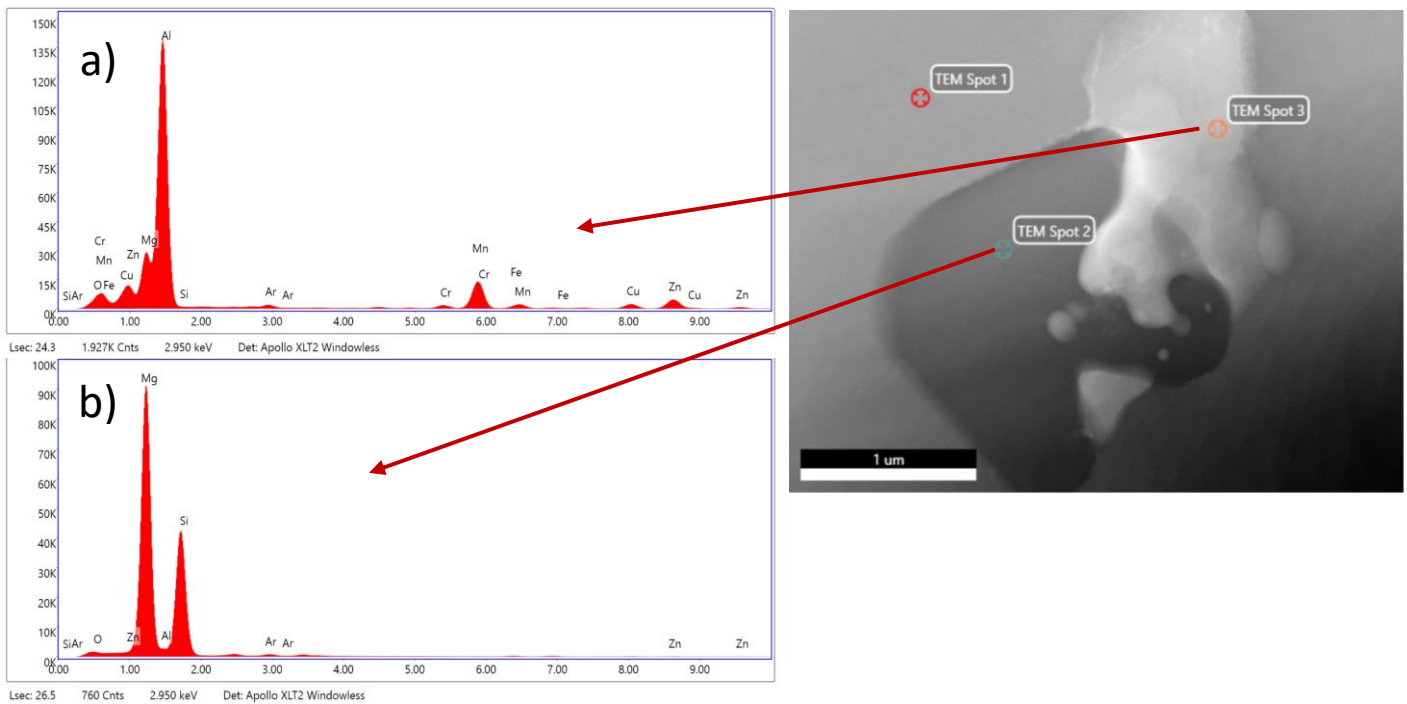 a)
150K
135K
120K
105K
90K
75K
60K
45K
30K
15K
0K
Al
Cr
Mn
Zn
Mg
O Fe
Cu
SiAr
Si
Ar
Ar
Cr
Mn
Cr
Fe
Mn
Fe
Cu
Zn
Cu
Zn
0.00 1.00 2.00 3.00 4.00 5.00 6.00 7.00 8.00 9.00
Lsec: 24.3 1.927K Cnts 2.950 keV Det: Apollo XLT2 Windowless
b)
100K
90K
80K
70K
60K
50K
40K
30K
20K
10K
0K
Mg
Si
SiAr
O
Zn
Al
Ar
Ar
Zn
Zn
0.00 1.00 2.00 3.00 4.00 5.00 6.00 7.00 8.00 9.00
Lsec: 26.5 760 Cnts 2.950 keV Det: Apollo XLT2 Windowless
TEM Spot 1
TEM Spot 3
TEM Spot 2
1 um